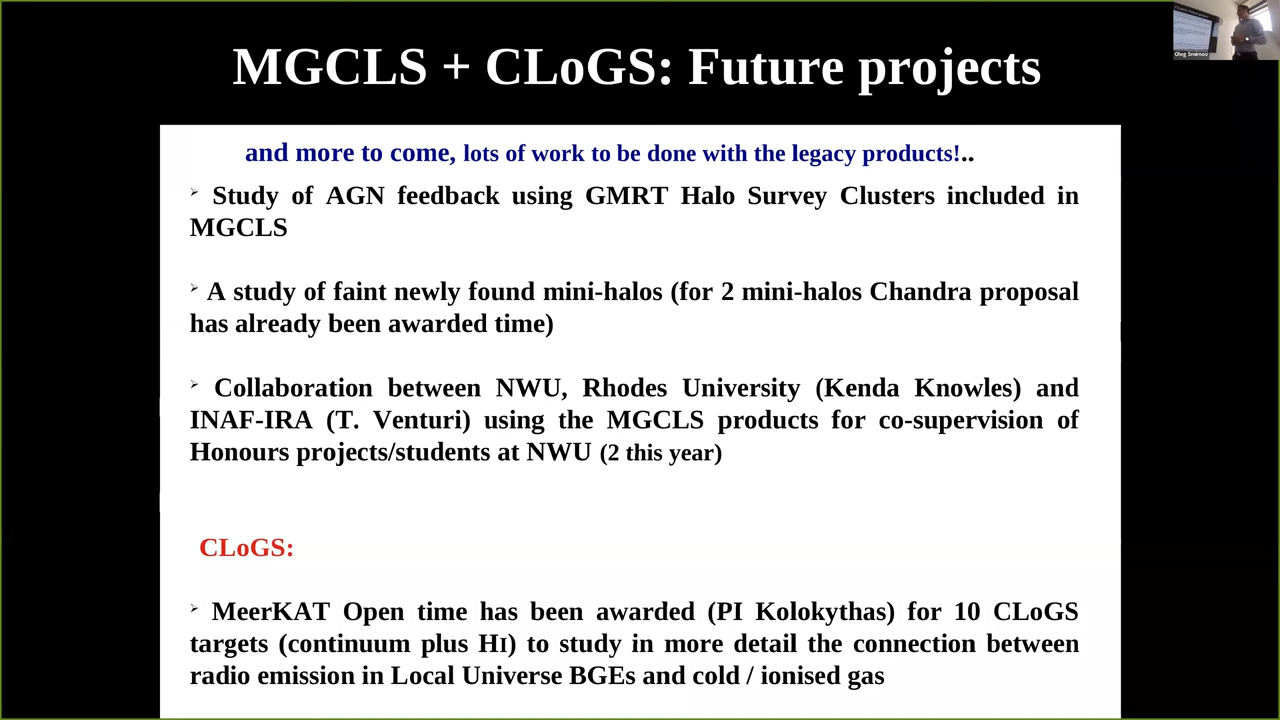 MGCLS + CLoGS: Future projects
Oleg Smirnov
and more to come, lots of work to be done with the legacy products!..
➢ Study of AGN feedback using GMRT Halo Survey Clusters included in
MGCLS
➢ A study of faint newly found mini-halos (for 2 mini-halos Chandra proposal
has already been awarded time)
➢ Collaboration between NWU, Rhodes University (Kenda Knowles) and
INAF-IRA (T. Venturi) using the MGCLS products for co-supervision of
Honours projects/students at NWU (2 this year)
CLoGS:
➢ MeerKAT Open time has been awarded (PI Kolokythas) for 10 CLoGS
targets (continuum plus HI) to study in more detail the connection between
radio emission in Local Universe BGEs and cold / ionised gas